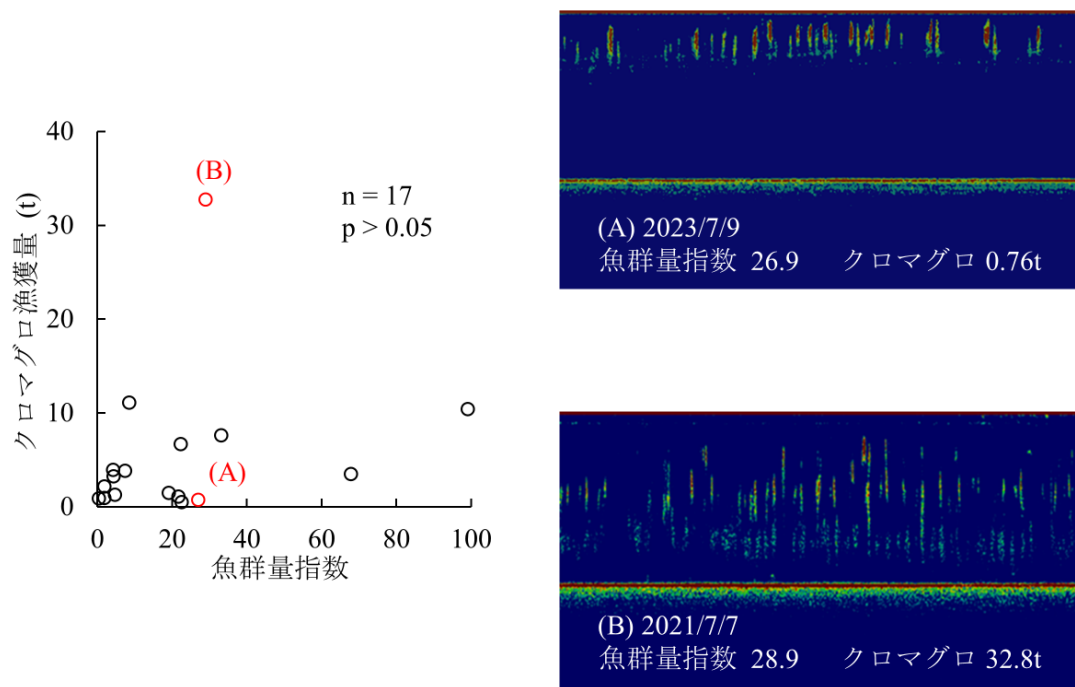 クロマグロ漁獲量 (t)
40
30
20
10
0
0 20 40 60 80 100
魚群量指数
(B)
(A)
n = 17
p > 0.05
(A) 2023/7/9
魚群量指数 26.9 クロマグロ 0.76t
(B) 2021/7/7
魚群量指数 28.9 クロマグロ 32.8t